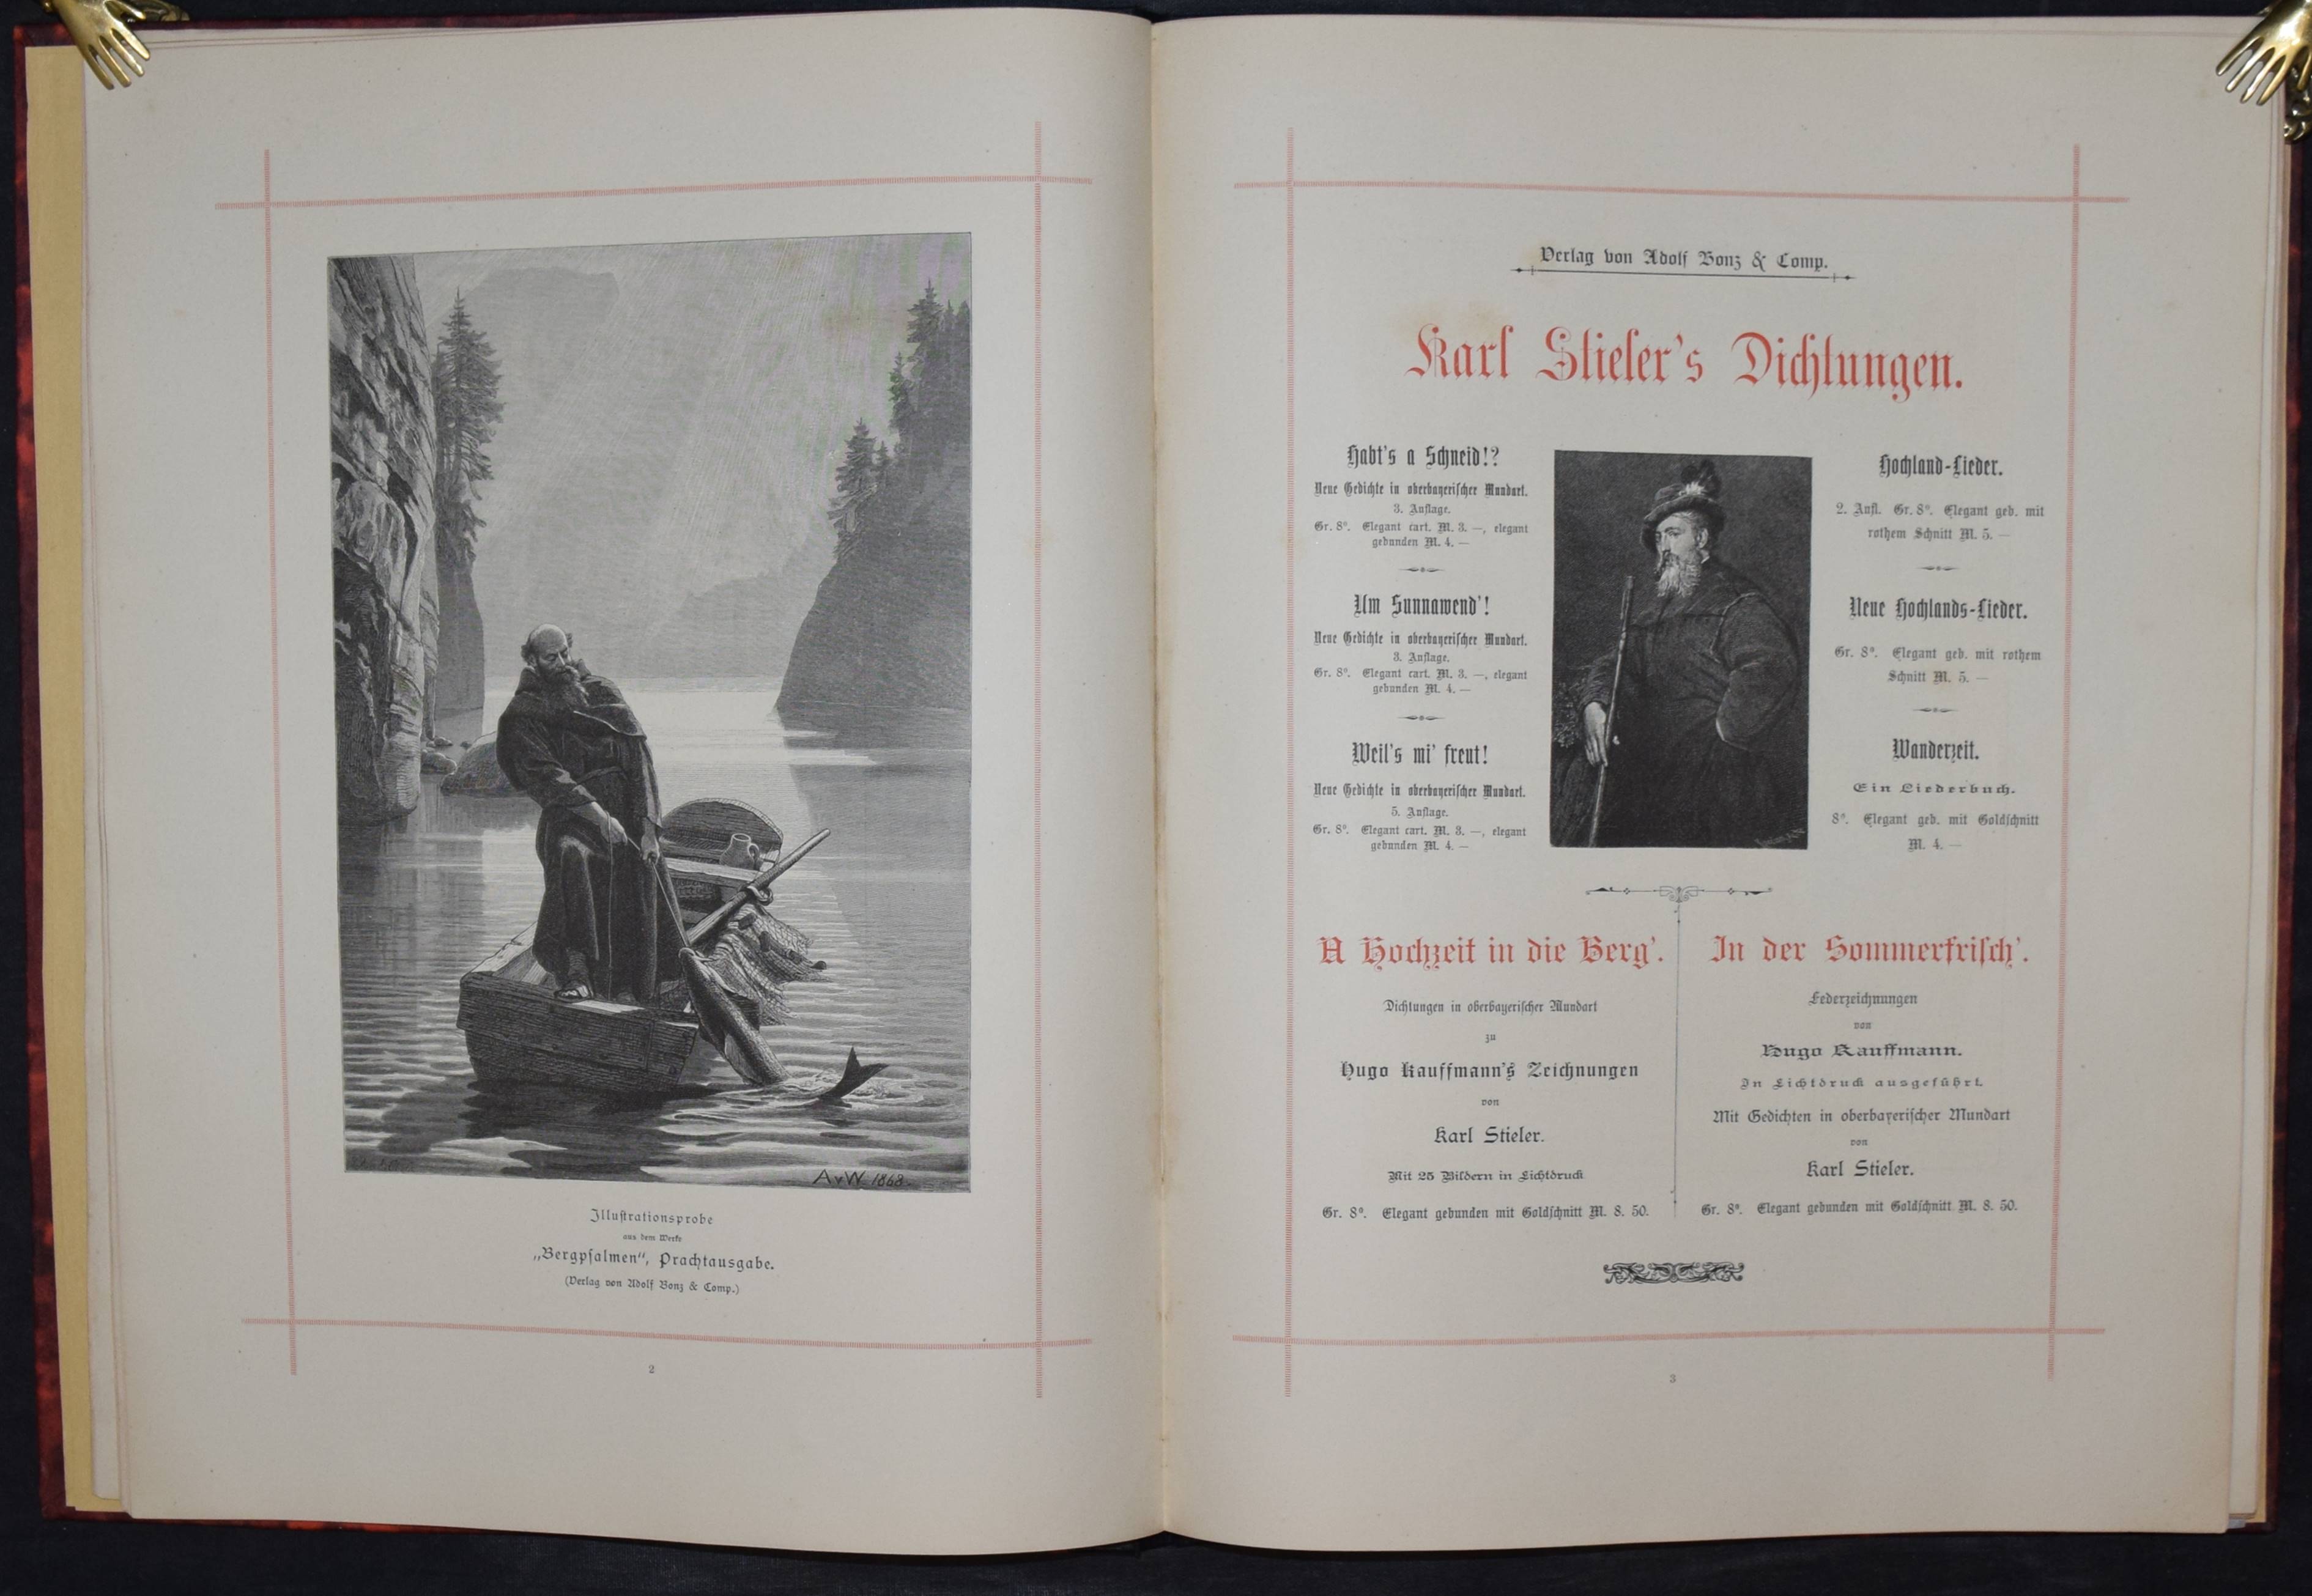 A v W 1868.
Illustrationsprobe
aus dem Werke
„Bergpſalmen“, Prachtausgabe.
(Verlag von Adolf Bonz & Comp.)
2
Verlag von Adolf Bonz & Comp.
Karl Stieler's Dichtungen.
Habt's a Schneid!?
Neue Gedichte in oberbayeriſcher Mundart.
3. Auflage.
Gr. 8°. Elegant cart. M. 3. —, elegant
gebunden M. 4. —
Um Sunnawend'!
Neue Gedichte in oberbayeriſcher Mundart.
3. Auflage.
Gr. 8°. Elegant cart. M. 3. —, elegant
gebunden M. 4. —
Weil's mi' freut!
Neue Gedichte in oberbayeriſcher Mundart.
5. Auflage.
Gr. 8°. Elegant cart. M. 3. —, elegant
gebunden M. 4. —
Hochland-Lieder.
2. Aufl. Gr. 8°. Elegant geb. mit
rothem Schnitt M. 5. —
Neue Hochlands-Lieder.
Gr. 8°. Elegant geb. mit rothem
Schnitt M. 5. —
Wanderzeit.
Ein Liederbuch.
8°. Elegant geb. mit Goldſchnitt
M. 4. —
A Hochzeit in die Berg'.
Dichtungen in oberbayeriſcher Mundart
zu
Hugo Kauffmann's Zeichnungen
von
Karl Stieler.
Mit 25 Bildern in Lichtdruck
Gr. 8°. Elegant gebunden mit Goldſchnitt M. 8. 50.
In der Sommerfriſch'.
Federzeichnungen
von
Hugo Kauffmann.
In Lichtdruck ausgeführt.
Mit Gedichten in oberbayeriſcher Mundart
von
Karl Stieler.
Gr. 8°. Elegant gebunden mit Goldſchnitt M. 8. 50.
3